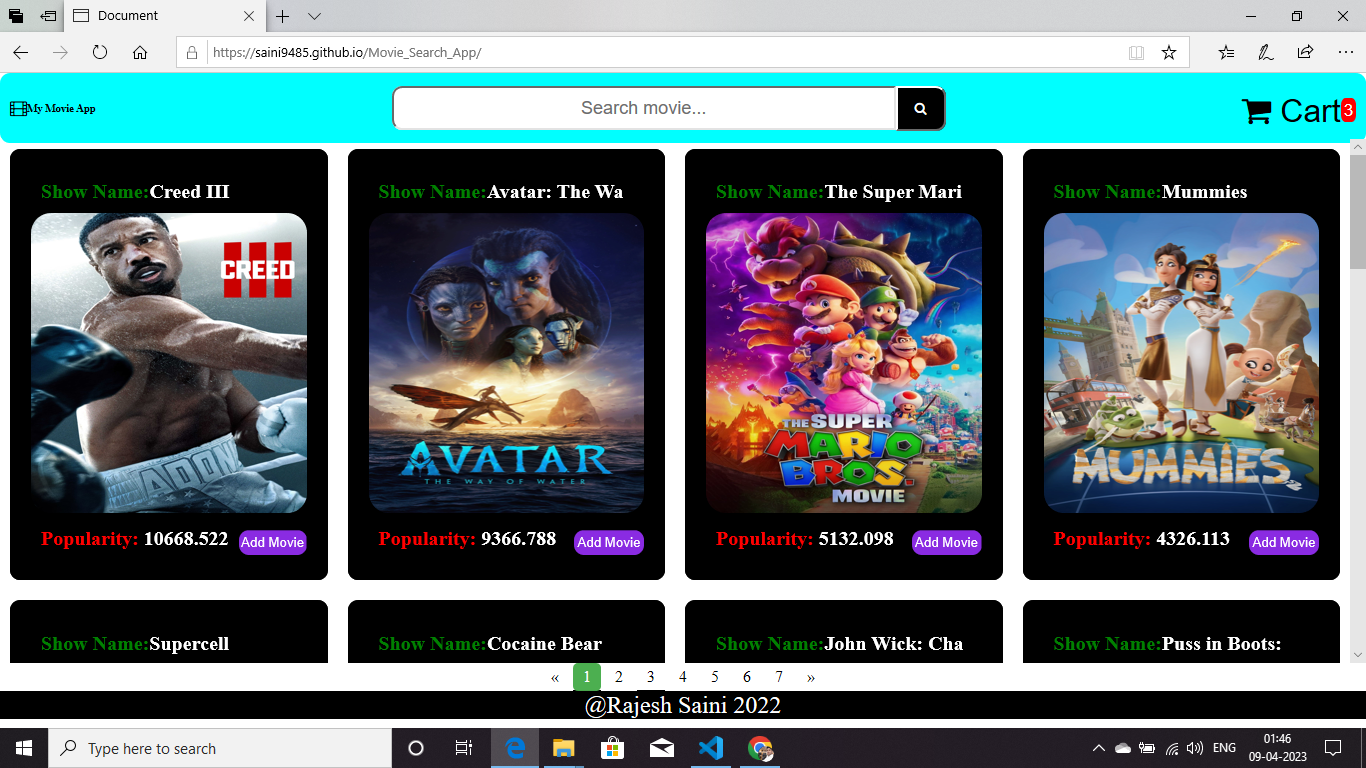 Document
https://saini9485.github.io/Movie_Search_App/
My Movie App
Search movie...
Cart 3
Show Name:Creed III
Show Name:Avatar: The Wa
Show Name:The Super Mari
Show Name:Mummies
CREED
III
AVATAR
THE WAY OF WATER
THE SUPER
MARIO
BROS.
MOVIE
MUMMIES
Popularity: 10668.522 Add Movie
Popularity: 9366.788 Add Movie
Popularity: 5132.098 Add Movie
Popularity: 4326.113 Add Movie
Show Name:Supercell
Show Name:Cocaine Bear
Show Name:John Wick: Cha
Show Name:Puss in Boots:
« 1 2 3 4 5 6 7 »
@Rajesh Saini 2022
Type here to search
ENG
01:46
09-04-2023